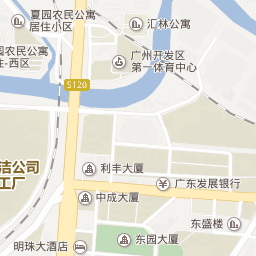 夏园农民公寓
居住小区
汇林公寓
园农民公寓
住-西区
广州开发区
第一体育中心
S120
洁公司
工厂
利丰大厦
广东发展银行
中成大厦
东盛楼
明珠大酒店
东园大厦